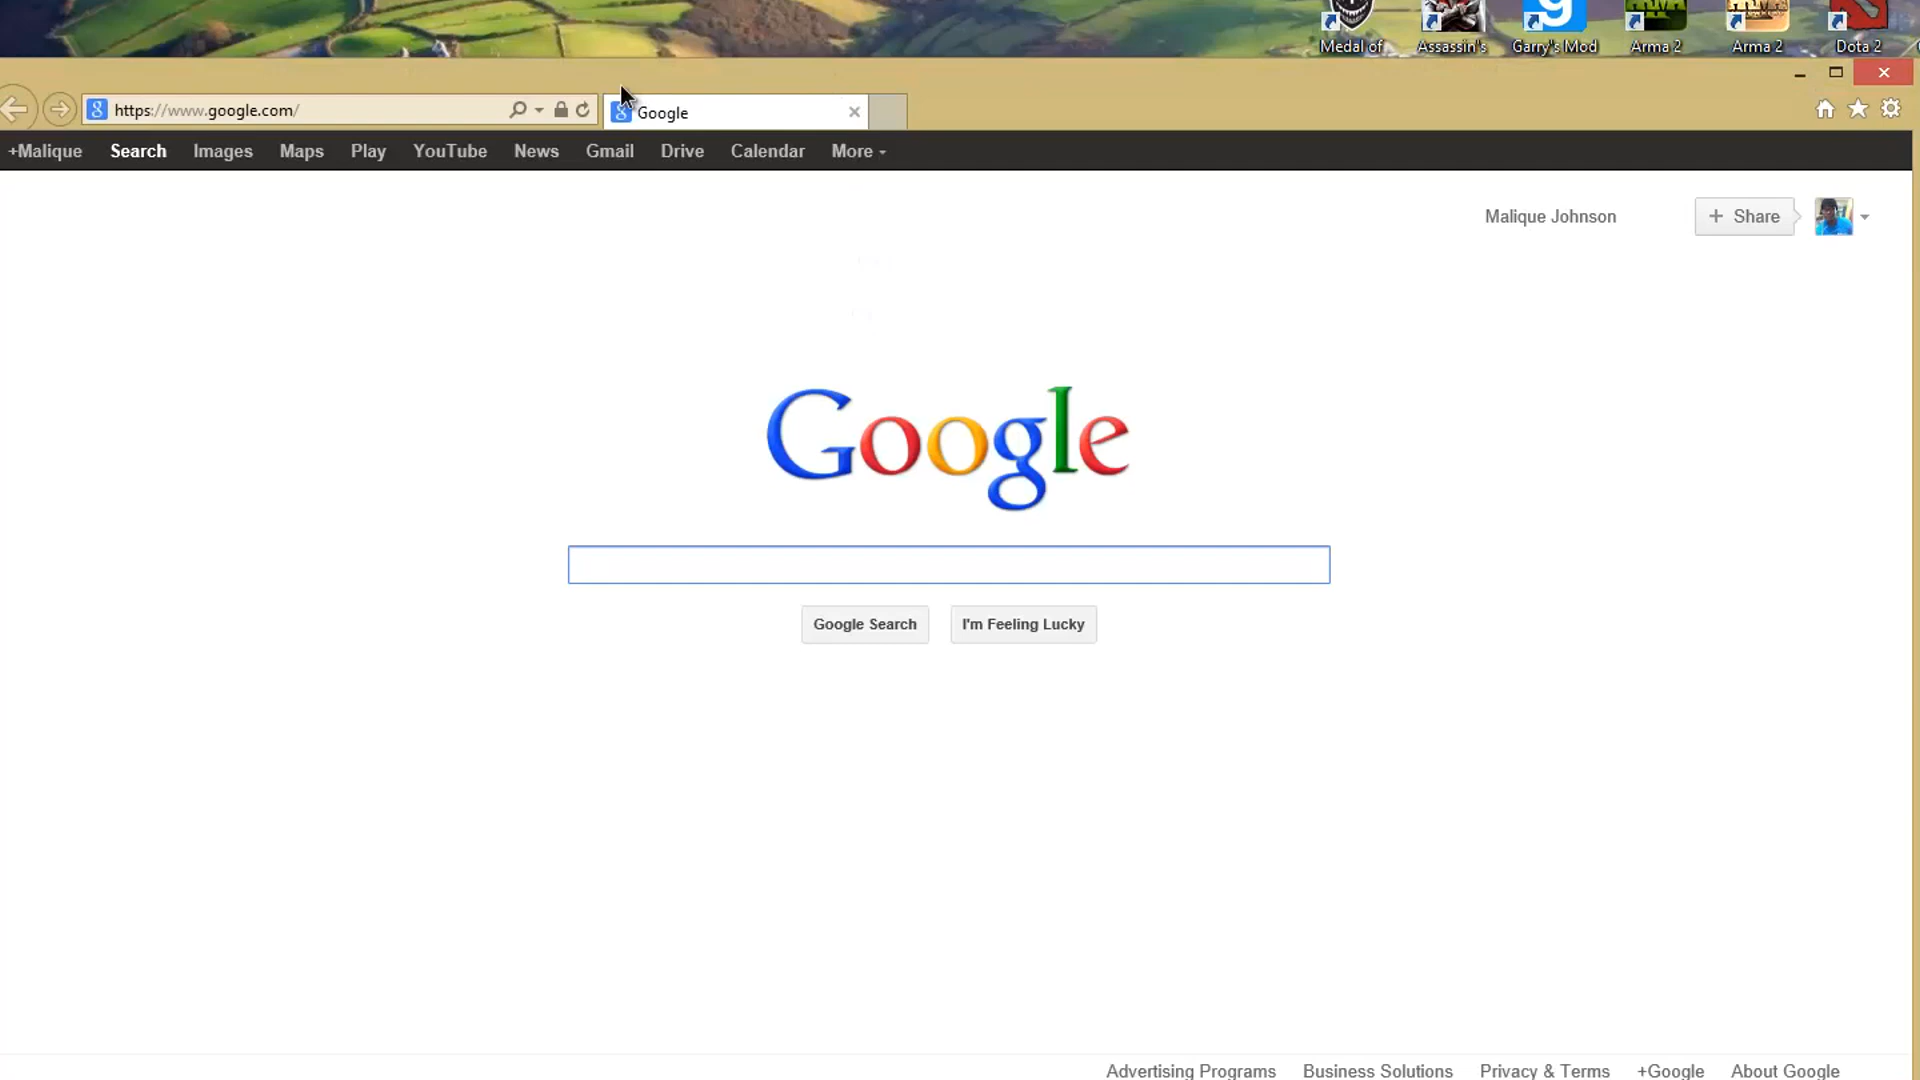 Medal of
Assassin's
Garry's Mod
Arma 2
Arma 2
Dota 2
https://www.google.com/
Google
+Malique Search Images Maps Play YouTube News Gmail Drive Calendar More
Malique Johnson
+ Share
Google
Google Search
I'm Feeling Lucky
Advertising Programs Business Solutions Privacy & Terms +Google About Google